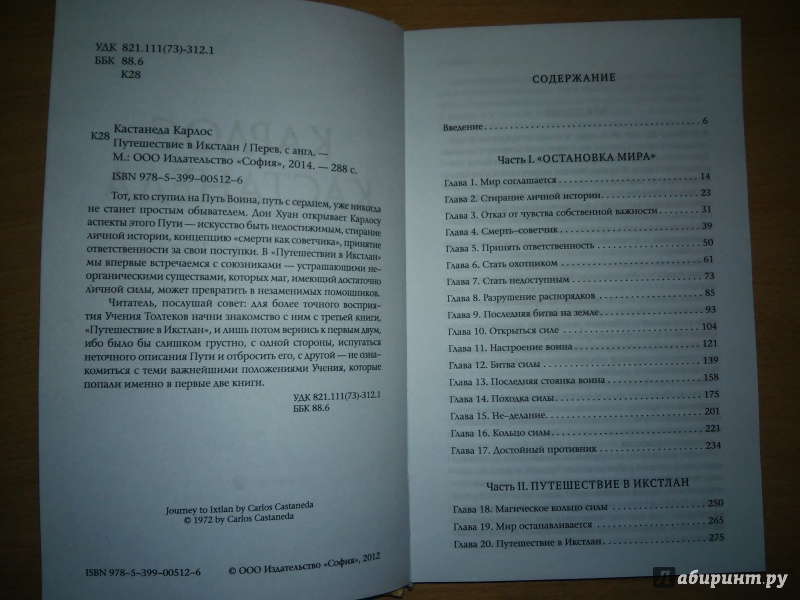 УДК 821.111(73)-312.1
ББК 88.6
К28
Кастанеда Карлос
К28 Путешествие в Икстлан / Перев. с англ. —
М.: ООО Издательство «София», 2014. — 288 с.
ISBN 978–5–399–00512–6
Тот, кто ступил на Путь Воина, путь с сердцем, уже никогда
не станет простым обывателем. Дон Хуан открывает Карлосу
аспекты этого Пути — искусство быть недостижимым, стирание
личной истории, концепцию «смерти как советчика», принятие
ответственности за свои поступки. В «Путешествии в Икстлан»
мы впервые встречаемся с союзниками — устрашающими не-
органическими существами, которых маг, имеющий достаточно
личной силы, может превратить в незаменимых помощников.
Читатель, послушай совет: для более точного восприя-
тия Учения Толтеков начни знакомство с ним с третьей книги,
«Путешествие в Икстлан», и лишь потом вернись к первым двум,
ибо было бы слишком грустно, с одной стороны, испугаться
неточного описания Пути и отбросить его, с другой — не озна-
комиться с теми важнейшими положениями Учения, которые
попали именно в первые две книги.
УДК 821.111(73)-312.1
ББК 88.6
Journey to Ixtlan by Carlos Castaneda
© 1972 by Carlos Castaneda
ISBN 978–5–399–00512–6 © ООО Издательство «София», 2012
СОДЕРЖАНИЕ
Введение 6
Часть I. «ОСТАНОВКА МИРА»
Глава 1. Мир соглашается 14
Глава 2. Стирание личной истории 23
Глава 3. Отказ от чувства собственной важности 31
Глава 4. Смерть–советчик 39
Глава 5. Принять ответственность 50
Глава 6. Стать охотником 61
Глава 7. Стать недоступным 73
Глава 8. Разрушение распорядков 85
Глава 9. Последняя битва на земле 93
Глава 10. Открыться силе 104
Глава 11. Настроение воина 121
Глава 12. Битва силы 139
Глава 13. Последняя стоянка воина 158
Глава 14. Походка силы 175
Глава 15. Не–делание 201
Глава 16. Кольцо силы 221
Глава 17. Достойный противник 234
Часть II. ПУТЕШЕСТВИЕ В ИКСТЛАН
Глава 18. Магическое кольцо силы 250
Глава 19. Мир останавливается 265
Глава 20. Путешествие в Икстлан 275
Лабиринт.ру